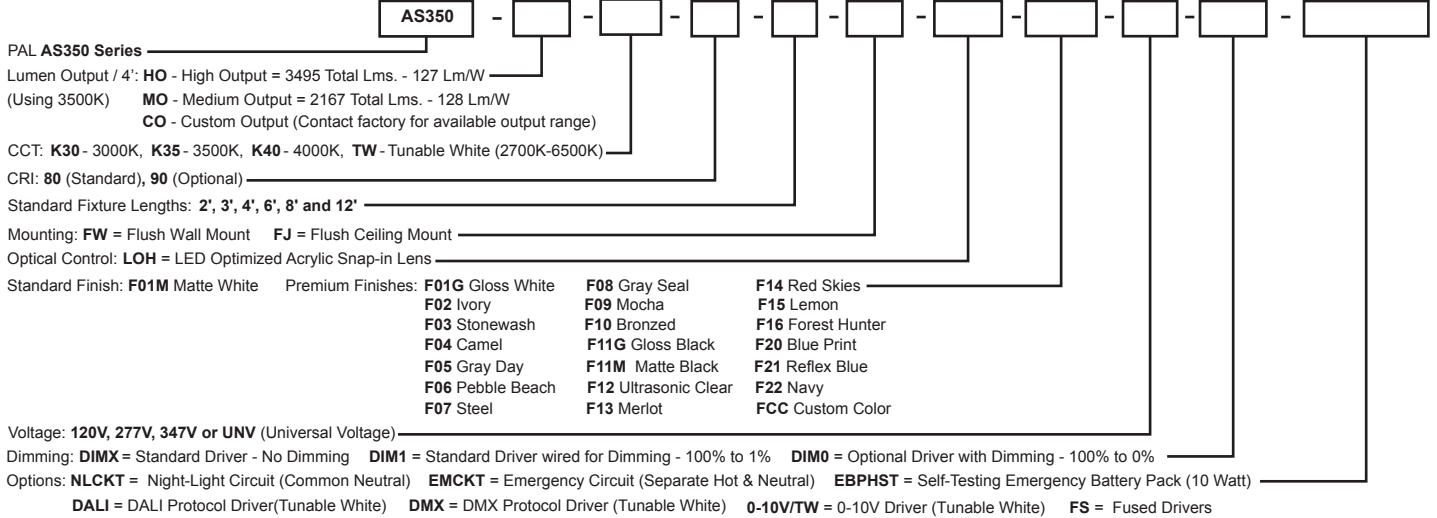 AS350 - - - - - - - - - -
PAL AS350 Series
Lumen Output / 4': HO - High Output = 3495 Total Lms. - 127 Lm/W
(Using 3500K) MO - Medium Output = 2167 Total Lms. - 128 Lm/W
CO - Custom Output (Contact factory for available output range)
CCT: K30 - 3000K, K35 - 3500K, K40 - 4000K, TW - Tunable White (2700K-6500K)
CRI: 80 (Standard), 90 (Optional)
Standard Fixture Lengths: 2', 3', 4', 6', 8' and 12'
Mounting: FW = Flush Wall Mount FJ = Flush Ceiling Mount
Optical Control: LOH = LED Optimized Acrylic Snap-in Lens
Standard Finish: F01M Matte White Premium Finishes: F01G Gloss White F08 Gray Seal F14 Red Skies
F02 Ivory F09 Mocha F15 Lemon
F03 Stonewash F10 Bronzed F16 Forest Hunter
F04 Camel F11G Gloss Black F20 Blue Print
F05 Gray Day F11M Matte Black F21 Reflex Blue
F06 Pebble Beach F12 Ultrasonic Clear F22 Navy
F07 Steel F13 Merlot FCC Custom Color
Voltage: 120V, 277V, 347V or UNV (Universal Voltage)
Dimming: DIMX = Standard Driver - No Dimming DIM1 = Standard Driver wired for Dimming - 100% to 1% DIM0 = Optional Driver with Dimming - 100% to 0%
Options: NLCKT = Night-Light Circuit (Common Neutral) EMCKT = Emergency Circuit (Separate Hot & Neutral) EBPHST = Self-Testing Emergency Battery Pack (10 Watt)
DALI = DALI Protocol Driver(Tunable White) DMX = DMX Protocol Driver (Tunable White) 0-10V/TW = 0-10V Driver (Tunable White) FS = Fused Drivers